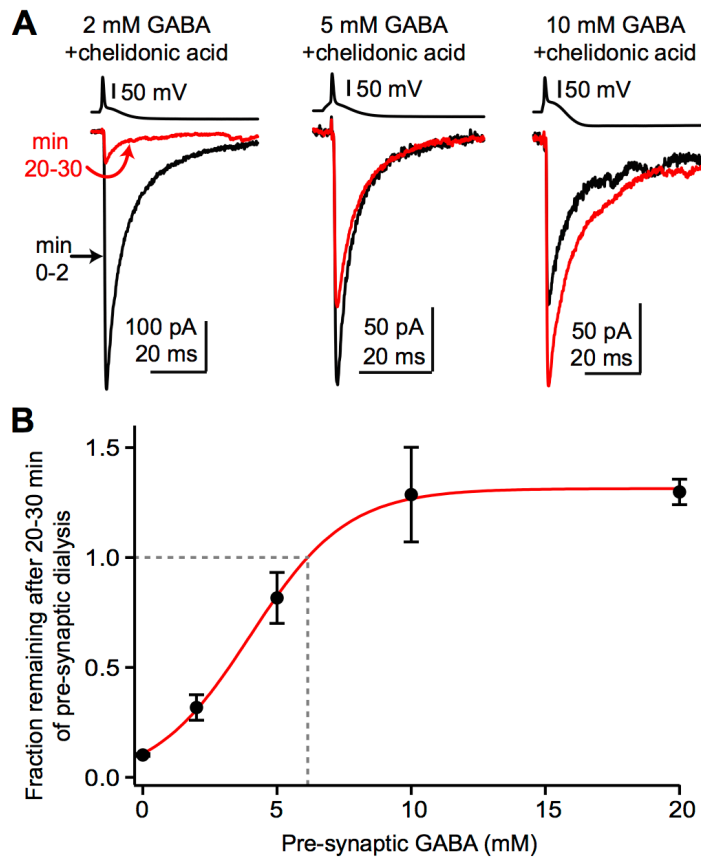 A
2 mM GABA
+chelidonic acid
5 mM GABA
+chelidonic acid
10 mM GABA
+chelidonic acid
50 mV
50 mV
50 mV
min
20-30
min
0-2
100 pA
20 ms
50 pA
20 ms
50 pA
20 ms
B
Fraction remaining after 20-30 min
of pre-synaptic dialysis
1.5
1.0
0.5
0.0
0
5
10
15
20
Pre-synaptic GABA (mM)